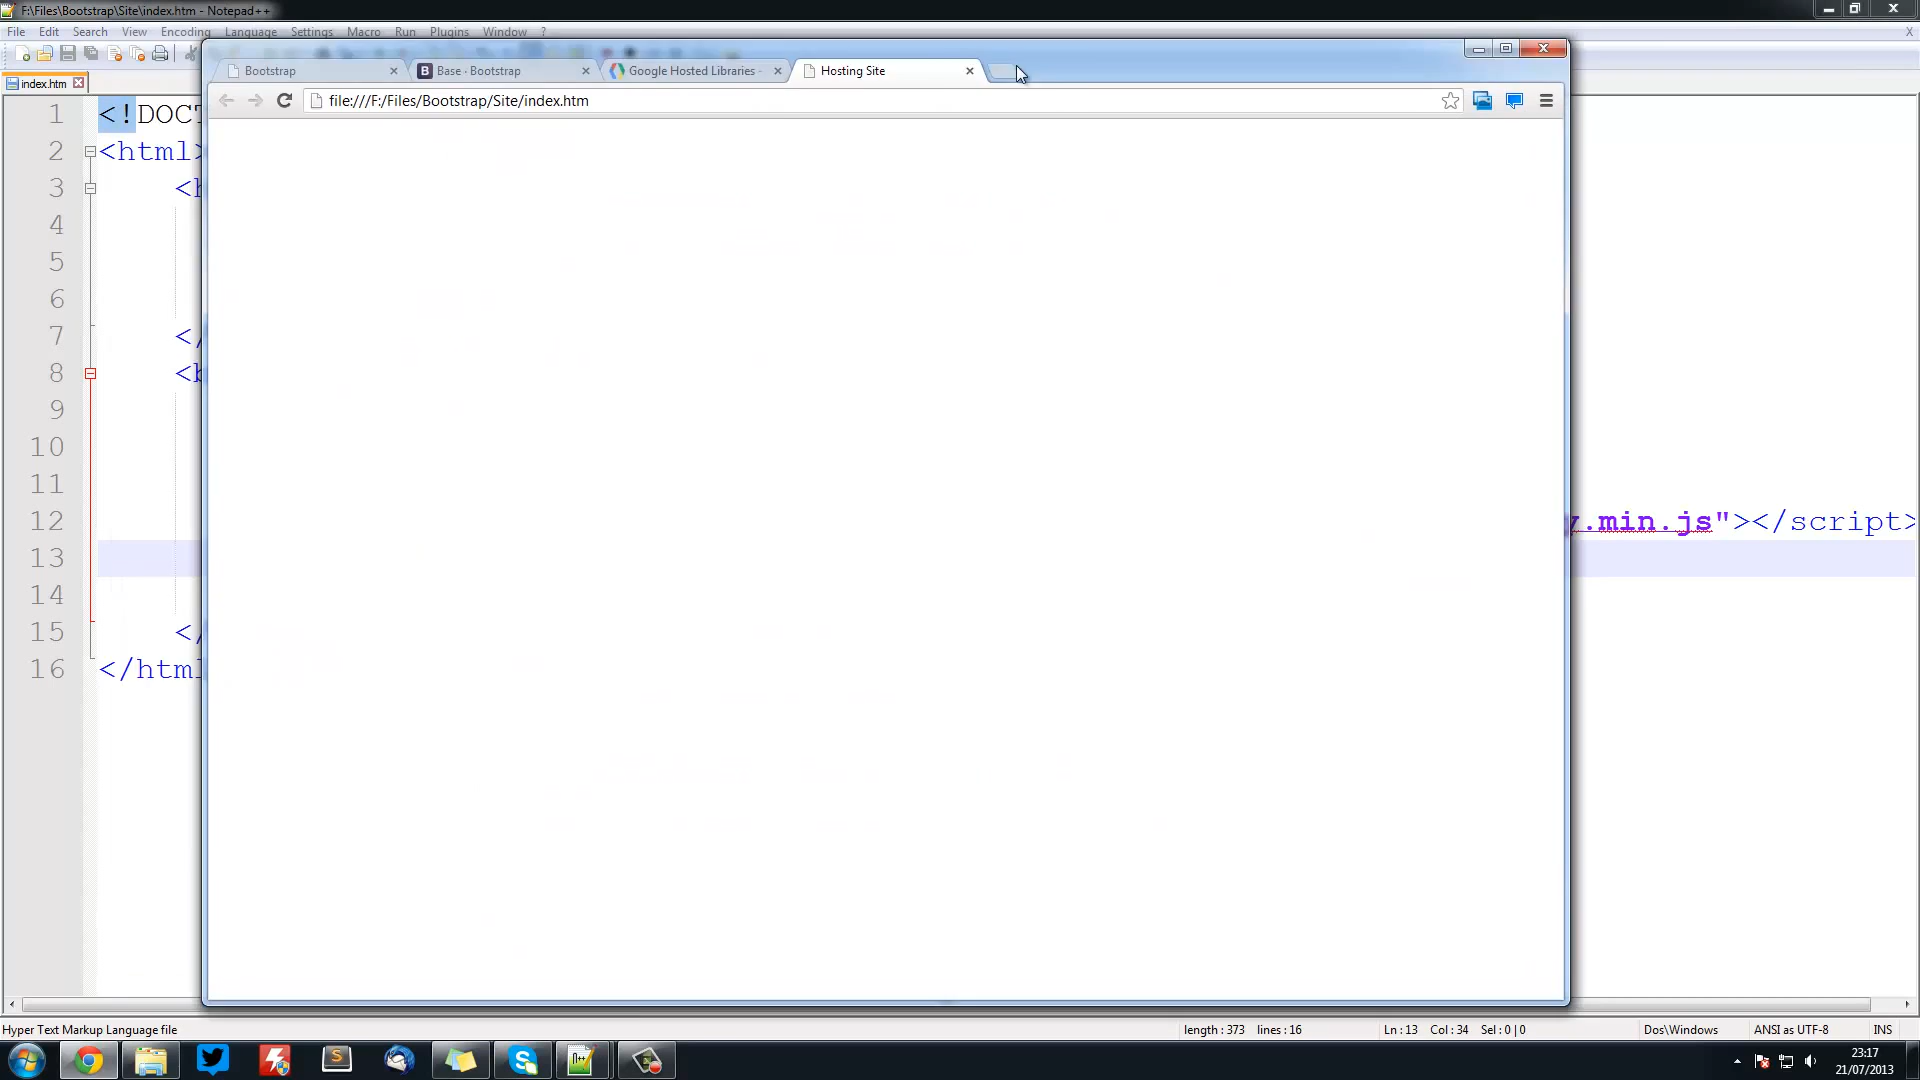 F:\Files\Bootstrap\Site\index.htm - Notepad++
File Edit Search View Encoding Language Settings Macro Run Plugins Window ? X
index.htm
Bootstrap
Base · Bootstrap
Google Hosted Libraries -
Hosting Site
file:///F:/Files/Bootstrap/Site/index.htm
1 <!DOCT
2 <html>
3 <h
4
5
6
7 </
8 <b
9
10
11
12 .min.js"></script>
13
14
15 </
16 </html
Hyper Text Markup Language file
length : 373 lines : 16
Ln : 13 Col : 34 Sel : 0 | 0
Dos\Windows
ANSI as UTF-8
INS
23:17
21/07/2013